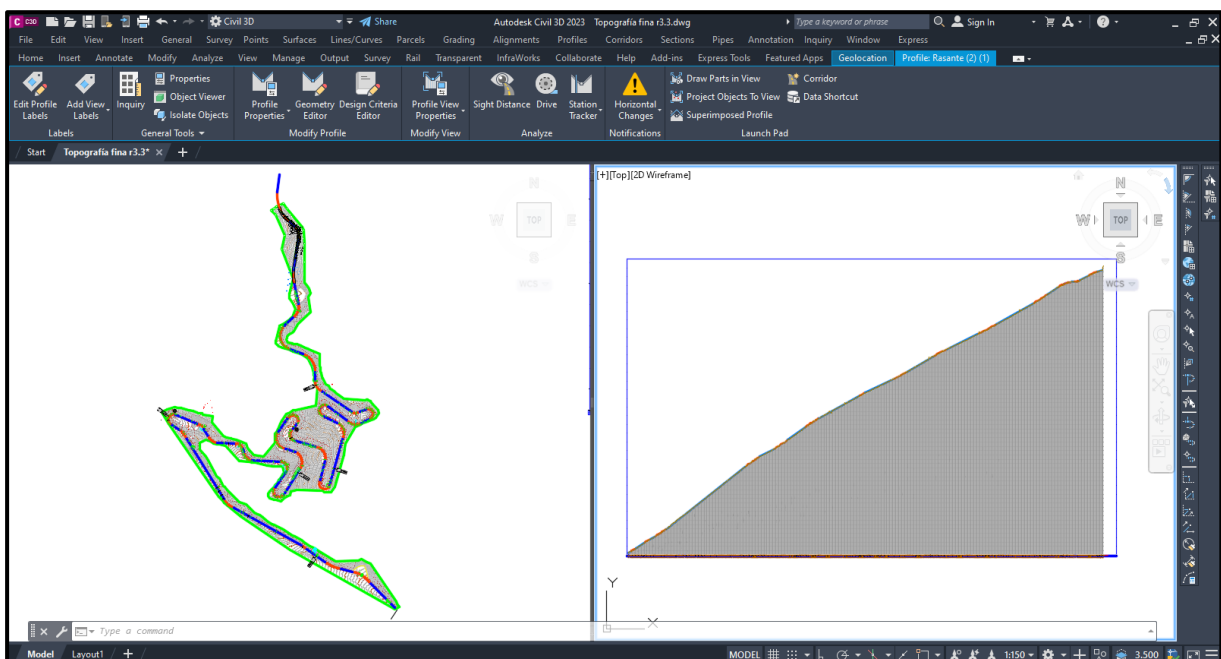 C C3D Civil 3D Share Autodesk Civil 3D 2023 Topografía fina r3.3.dwg Type a keyword or phrase Sign In
File Edit View Insert General Survey Points Surfaces Lines/Curves Parcels Grading Alignments Profiles Corridors Sections Pipes Annotation Inquiry Window Express
Home Insert Annotate Modify Analyze View Manage Output Survey Rail Transparent InfraWorks Collaborate Help Add-ins Express Tools Featured Apps Geolocation Profile: Rasante (2) (1)
Edit Profile Labels
Add View Labels
Inquiry
Properties
Object Viewer
Isolate Objects
Profile Properties
Geometry Editor
Design Criteria Editor
Profile View Properties
Sight Distance
Drive
Station Tracker
Horizontal Changes
Draw Parts in View
Project Objects To View
Superimposed Profile
Corridor
Data Shortcut
Labels General Tools Modify Profile Modify View Analyze Notifications Launch Pad
Start Topografía fina r3.3* × +
[+][Top][2D Wireframe]
N
W TOP E
S
WCS
N
W TOP E
S
WCS
Y
X
Type a command
Model Layout1 + MODEL 1:150 3.500